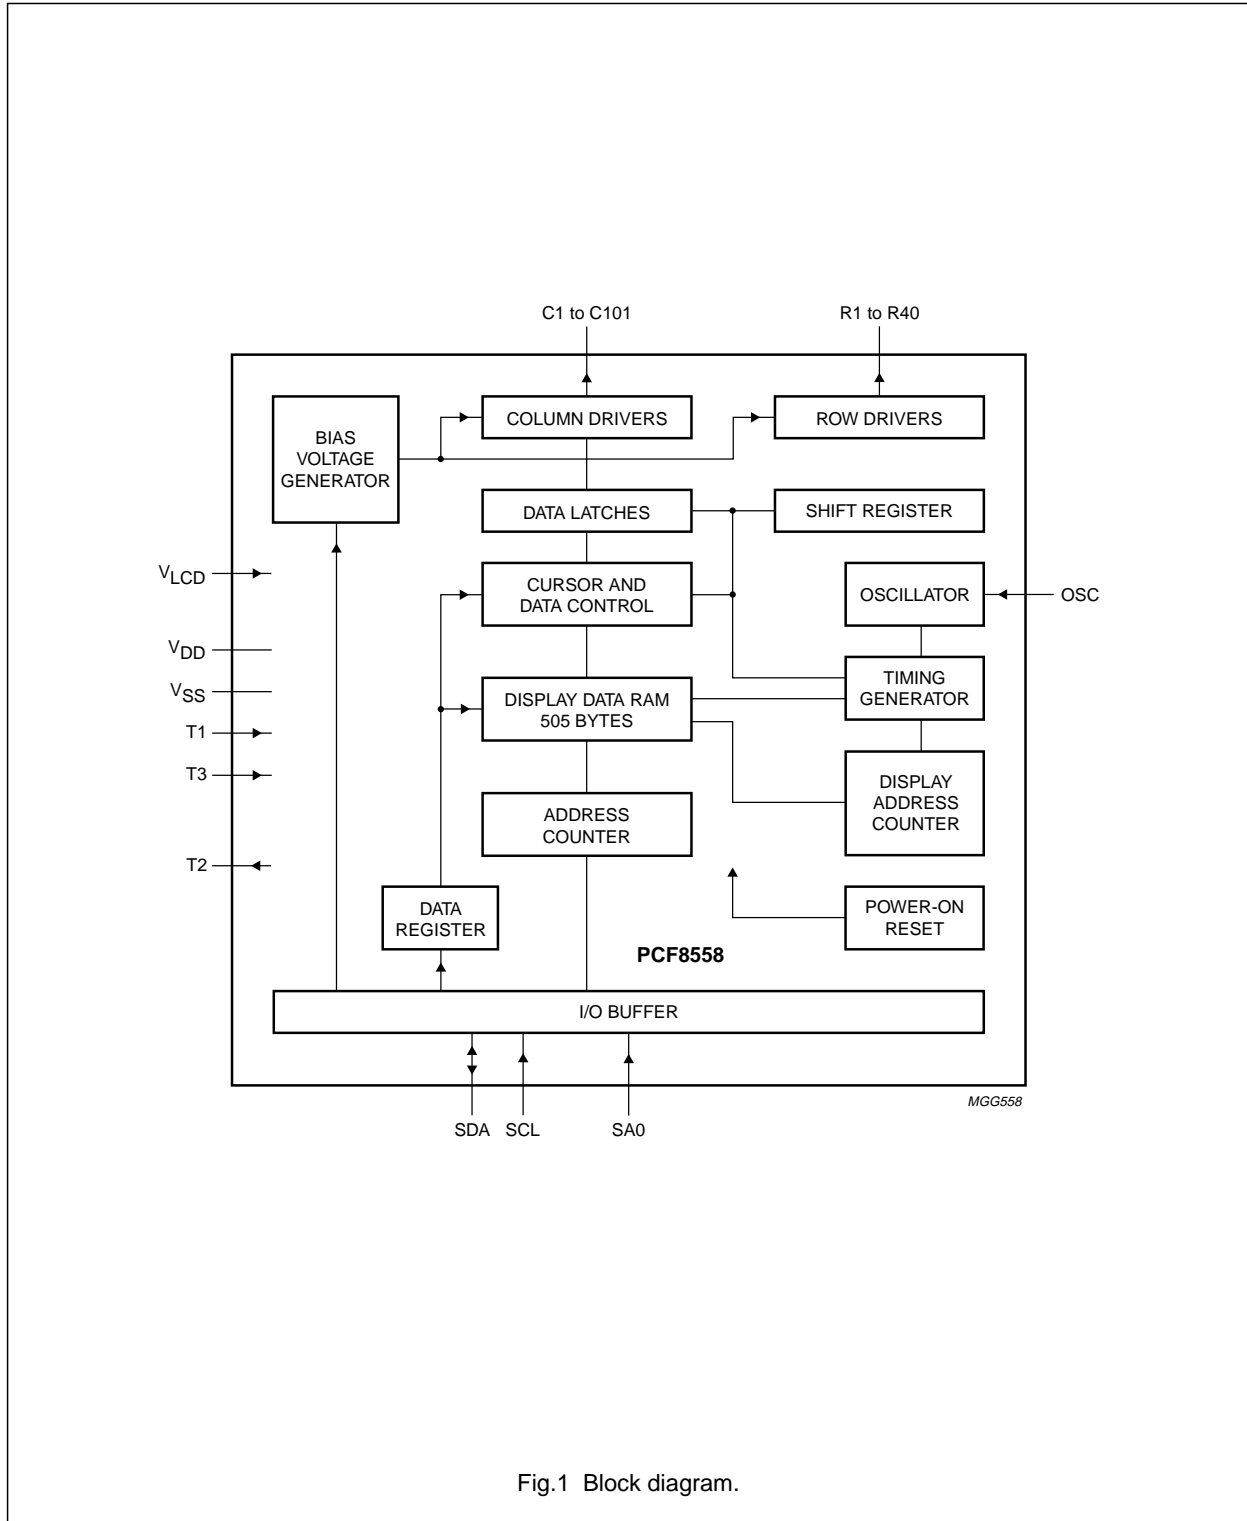 C1 to C101
R1 to R40
COLUMN DRIVERS
ROW DRIVERS
BIAS
VOLTAGE
GENERATOR
DATA LATCHES
SHIFT REGISTER
VLCD
CURSOR AND
DATA CONTROL
OSCILLATOR
OSC
VDD
VSS
DISPLAY DATA RAM
505 BYTES
TIMING
GENERATOR
T1
T3
ADDRESS
COUNTER
DISPLAY
ADDRESS
COUNTER
T2
DATA
REGISTER
POWER-ON
RESET
PCF8558
I/O BUFFER
MGG558
SDA
SCL
SA0
Fig.1 Block diagram.